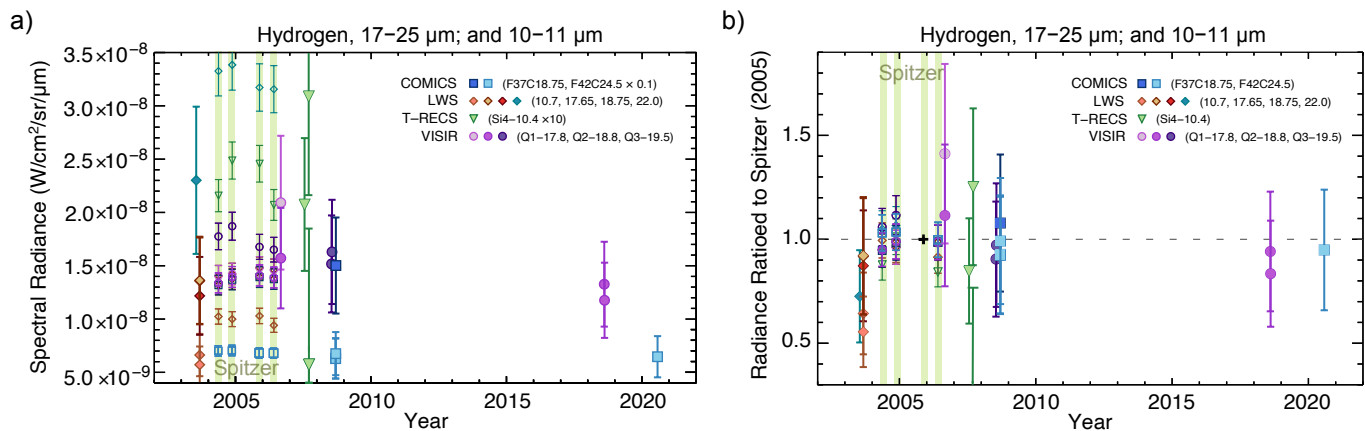 a)
Hydrogen, 17−25 µm; and 10−11 µm
Spectral Radiance (W/cm²/sr/µm)
3.5×10⁻⁸
3.0×10⁻⁸
2.5×10⁻⁸
2.0×10⁻⁸
1.5×10⁻⁸
1.0×10⁻⁸
5.0×10⁻⁹
COMICS (F37C18.75, F42C24.5 × 0.1)
LWS (10.7, 17.65, 18.75, 22.0)
T−RECS (Si4−10.4 ×10)
VISIR (Q1−17.8, Q2−18.8, Q3−19.5)
Spitzer
2005 2010 2015 2020
Year
b)
Hydrogen, 17−25 µm; and 10−11 µm
Radiance Ratioed to Spitzer (2005)
Spitzer
1.5
1.0
0.5
COMICS (F37C18.75, F42C24.5)
LWS (10.7, 17.65, 18.75, 22.0)
T−RECS (Si4−10.4)
VISIR (Q1−17.8, Q2−18.8, Q3−19.5)
2005 2010 2015 2020
Year